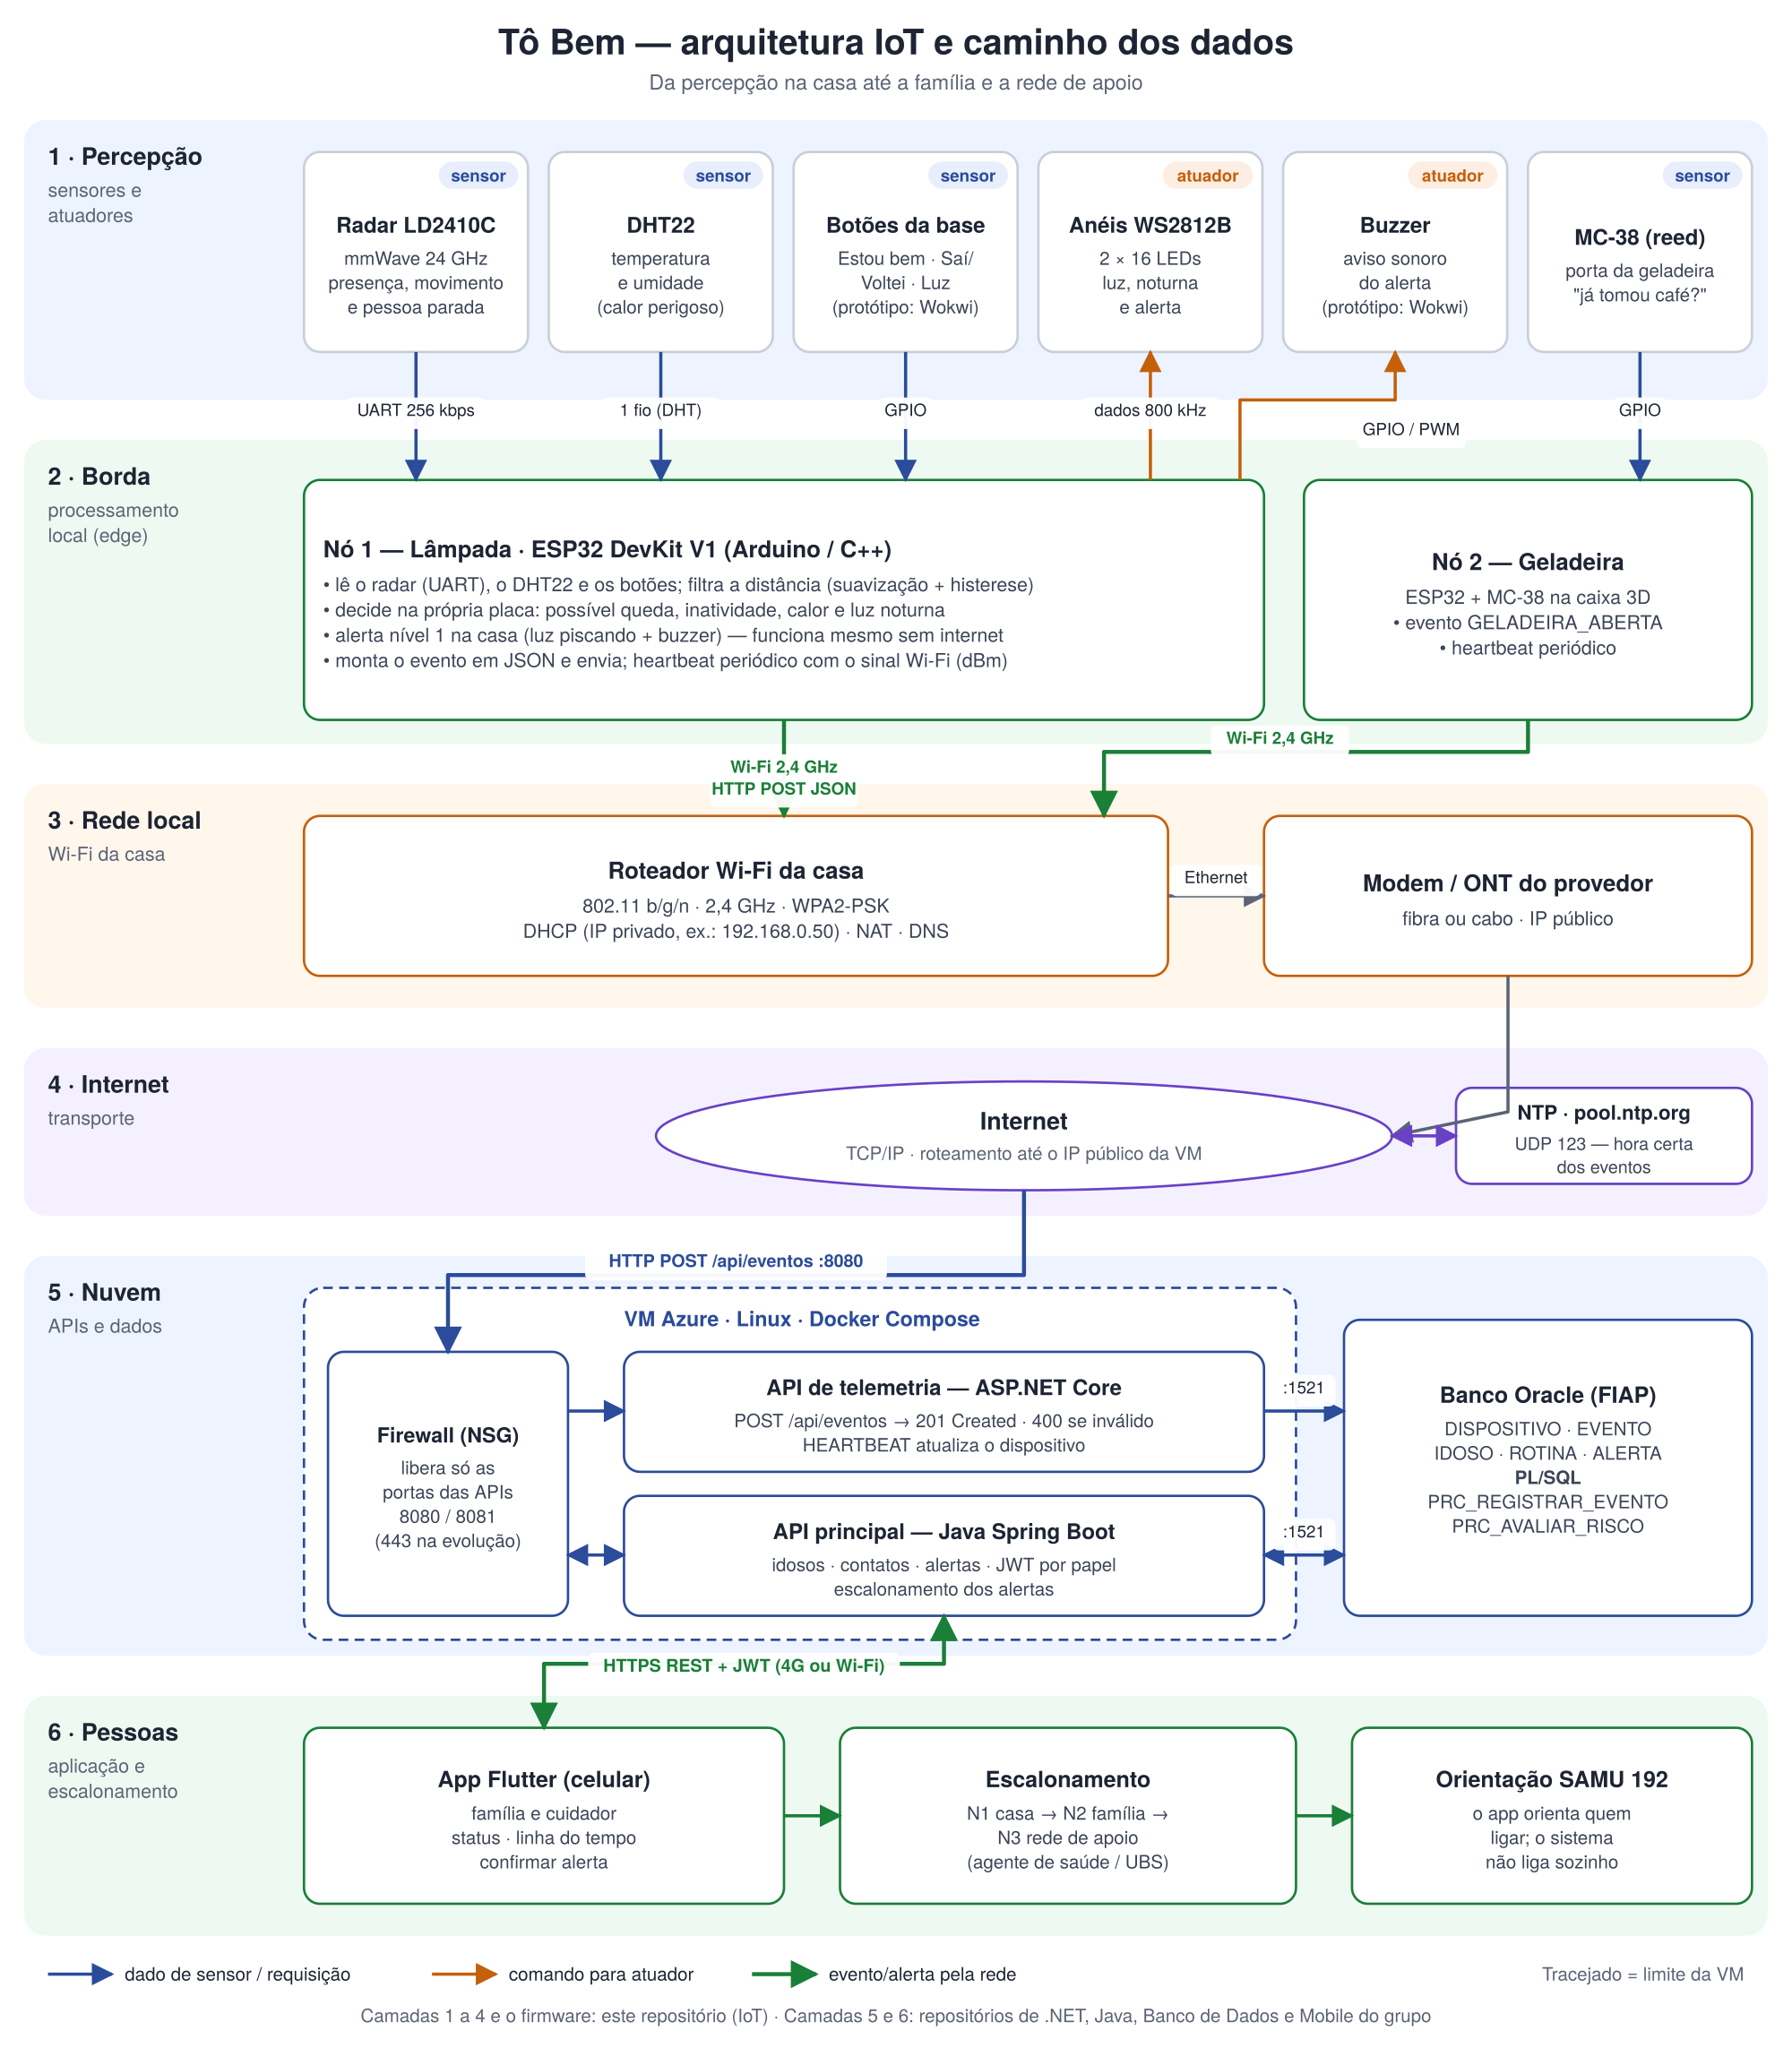 Tô Bem — arquitetura IoT e caminho dos dados
Da percepção na casa até a família e a rede de apoio
1 · Percepção
sensores e
atuadores
sensor
Radar LD2410C
mmWave 24 GHz
presença, movimento
e pessoa parada
sensor
DHT22
temperatura
e umidade
(calor perigoso)
sensor
Botões da base
Estou bem · Saí/
Voltei · Luz
(protótipo: Wokwi)
atuador
Anéis WS2812B
2 × 16 LEDs
luz, noturna
e alerta
atuador
Buzzer
aviso sonoro
do alerta
(protótipo: Wokwi)
sensor
MC-38 (reed)
porta da geladeira
"já tomou café?"
UART 256 kbps
1 fio (DHT)
GPIO
dados 800 kHz
GPIO / PWM
GPIO
2 · Borda
processamento
local (edge)
Nó 1 — Lâmpada · ESP32 DevKit V1 (Arduino / C++)
• lê o radar (UART), o DHT22 e os botões; filtra a distância (suavização + histerese)
• decide na própria placa: possível queda, inatividade, calor e luz noturna
• alerta nível 1 na casa (luz piscando + buzzer) — funciona mesmo sem internet
• monta o evento em JSON e envia; heartbeat periódico com o sinal Wi-Fi (dBm)
Nó 2 — Geladeira
ESP32 + MC-38 na caixa 3D
• evento GELADEIRA_ABERTA
• heartbeat periódico
Wi-Fi 2,4 GHz
HTTP POST JSON
Wi-Fi 2,4 GHz
3 · Rede local
Wi-Fi da casa
Roteador Wi-Fi da casa
802.11 b/g/n · 2,4 GHz · WPA2-PSK
DHCP (IP privado, ex.: 192.168.0.50) · NAT · DNS
Ethernet
Modem / ONT do provedor
fibra ou cabo · IP público
4 · Internet
transporte
Internet
TCP/IP · roteamento até o IP público da VM
NTP · pool.ntp.org
UDP 123 — hora certa
dos eventos
HTTP POST /api/eventos :8080
5 · Nuvem
APIs e dados
VM Azure · Linux · Docker Compose
Firewall (NSG)
libera só as
portas das APIs
8080 / 8081
(443 na evolução)
API de telemetria — ASP.NET Core
POST /api/eventos → 201 Created · 400 se inválido
HEARTBEAT atualiza o dispositivo
API principal — Java Spring Boot
idosos · contatos · alertas · JWT por papel
escalonamento dos alertas
:1521
:1521
Banco Oracle (FIAP)
DISPOSITIVO · EVENTO
IDOSO · ROTINA · ALERTA
PL/SQL
PRC_REGISTRAR_EVENTO
PRC_AVALIAR_RISCO
HTTPS REST + JWT (4G ou Wi-Fi)
6 · Pessoas
aplicação e
escalonamento
App Flutter (celular)
família e cuidador
status · linha do tempo
confirmar alerta
Escalonamento
N1 casa → N2 família →
N3 rede de apoio
(agente de saúde / UBS)
Orientação SAMU 192
o app orienta quem
ligar; o sistema
não liga sozinho
dado de sensor / requisição
comando para atuador
evento/alerta pela rede
Tracejado = limite da VM
Camadas 1 a 4 e o firmware: este repositório (IoT) · Camadas 5 e 6: repositórios de .NET, Java, Banco de Dados e Mobile do grupo